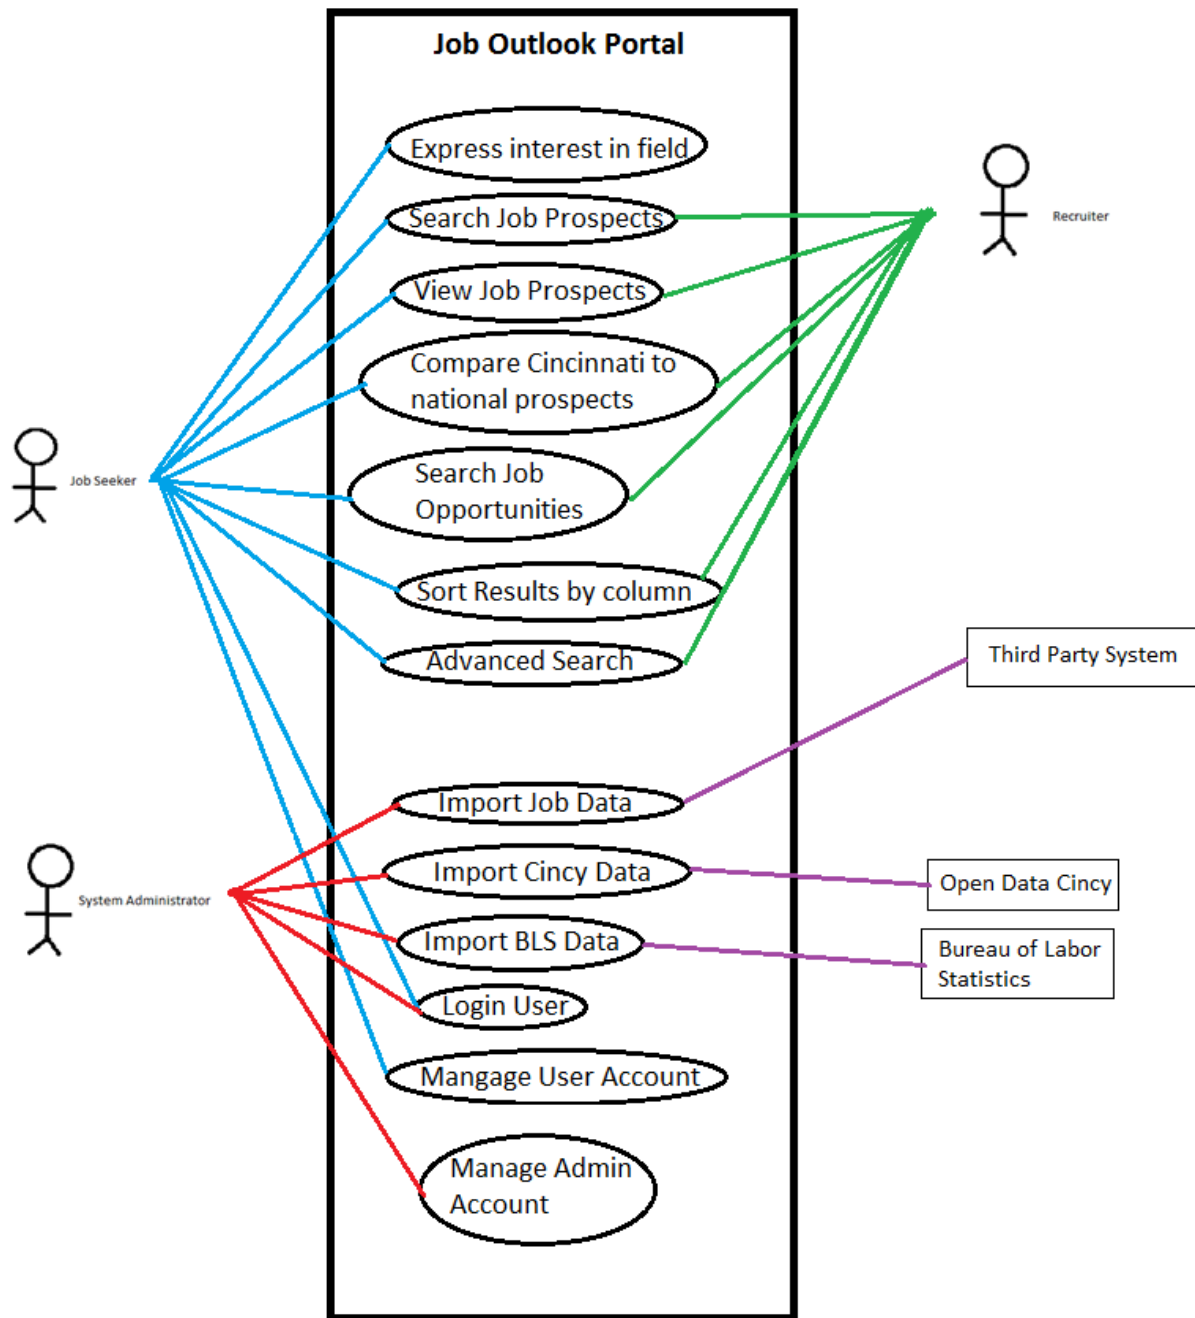 Job Outlook Portal
Express interest in field
Search Job Prospects
Recruiter
View Job Prospects
Compare Cincinnati to
national prospects
Search Job
Opportunities
Job Seeker
Sort Results by column
Advanced Search
Third Party System
Import Job Data
Import Cincy Data
Open Data Cincy
System Administrator
Import BLS Data
Bureau of Labor
Statistics
Login User
Mangage User Account
Manage Admin
Account